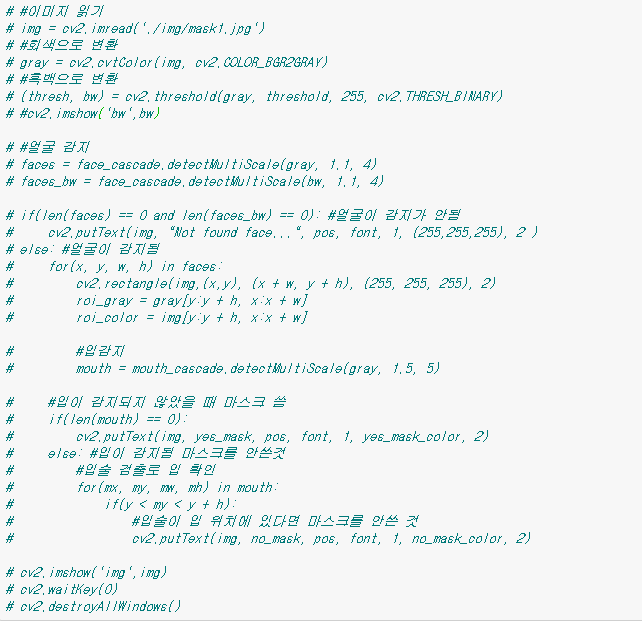 # #이미지 읽기
# img = cv2.imread('./img/mask1.jpg')
# #회색으로 변환
# gray = cv2.cvtColor(img, cv2.COLOR_BGR2GRAY)
# #흑백으로 변환
# (thresh, bw) = cv2.threshold(gray, threshold, 255, cv2.THRESH_BINARY)
# #cv2.imshow('bw',bw)
# #얼굴 감지
# faces = face_cascade.detectMultiScale(gray, 1.1, 4)
# faces_bw = face_cascade.detectMultiScale(bw, 1.1, 4)
# if(len(faces) == 0 and len(faces_bw) == 0): #얼굴이 감지가 안됨
#     cv2.putText(img, "Not found face...", pos, font, 1, (255,255,255), 2 )
# else: #얼굴이 감지됨
#     for(x, y, w, h) in faces:
#         cv2.rectangle(img,(x,y), (x + w, y + h), (255, 255, 255), 2)
#         roi_gray = gray[y:y + h, x:x + w]
#         roi_color = img[y:y + h, x:x + w]
#         #입감지
#         mouth = mouth_cascade.detectMultiScale(gray, 1.5, 5)
#     #입이 감지되지 않았을 때 마스크 씀
#     if(len(mouth) == 0):
#         cv2.putText(img, yes_mask, pos, font, 1, yes_mask_color, 2)
#     else: #입이 감지됨 마스크를 안쓴것
#         #입술 검출로 입 확인
#         for(mx, my, mw, mh) in mouth:
#             if(y < my < y + h):
#                 #입술이 입 위치에 있다면 마스크를 안쓴 것
#                 cv2.putText(img, no_mask, pos, font, 1, no_mask_color, 2)
# cv2.imshow('img',img)
# cv2.waitKey(0)
# cv2.destroyAllWindows()